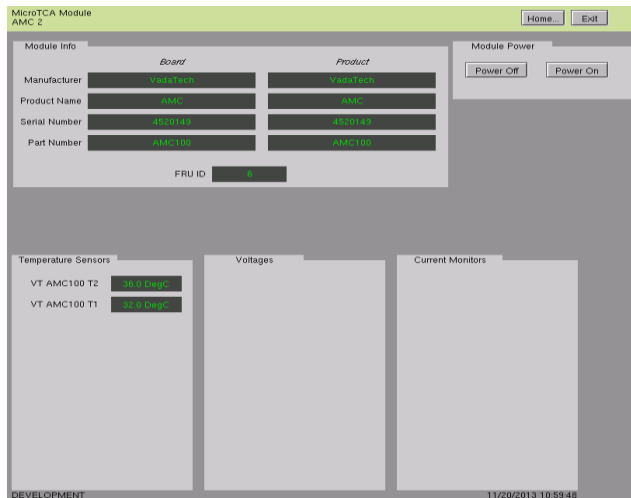 MicroTCA Module
AMC 2
Home... Exit
Module Info
Module Power
Board Product
Power Off Power On
Manufacturer VadaTech VadaTech
Product Name AMC AMC
Serial Number 4520149 4520149
Part Number AMC100 AMC100
FRU ID 6
Temperature Sensors Voltages Current Monitors
VT AMC100 T2 36.0 DegC
VT AMC100 T1 32.0 DegC
DEVELOPMENT 11/20/2013 10:59:48